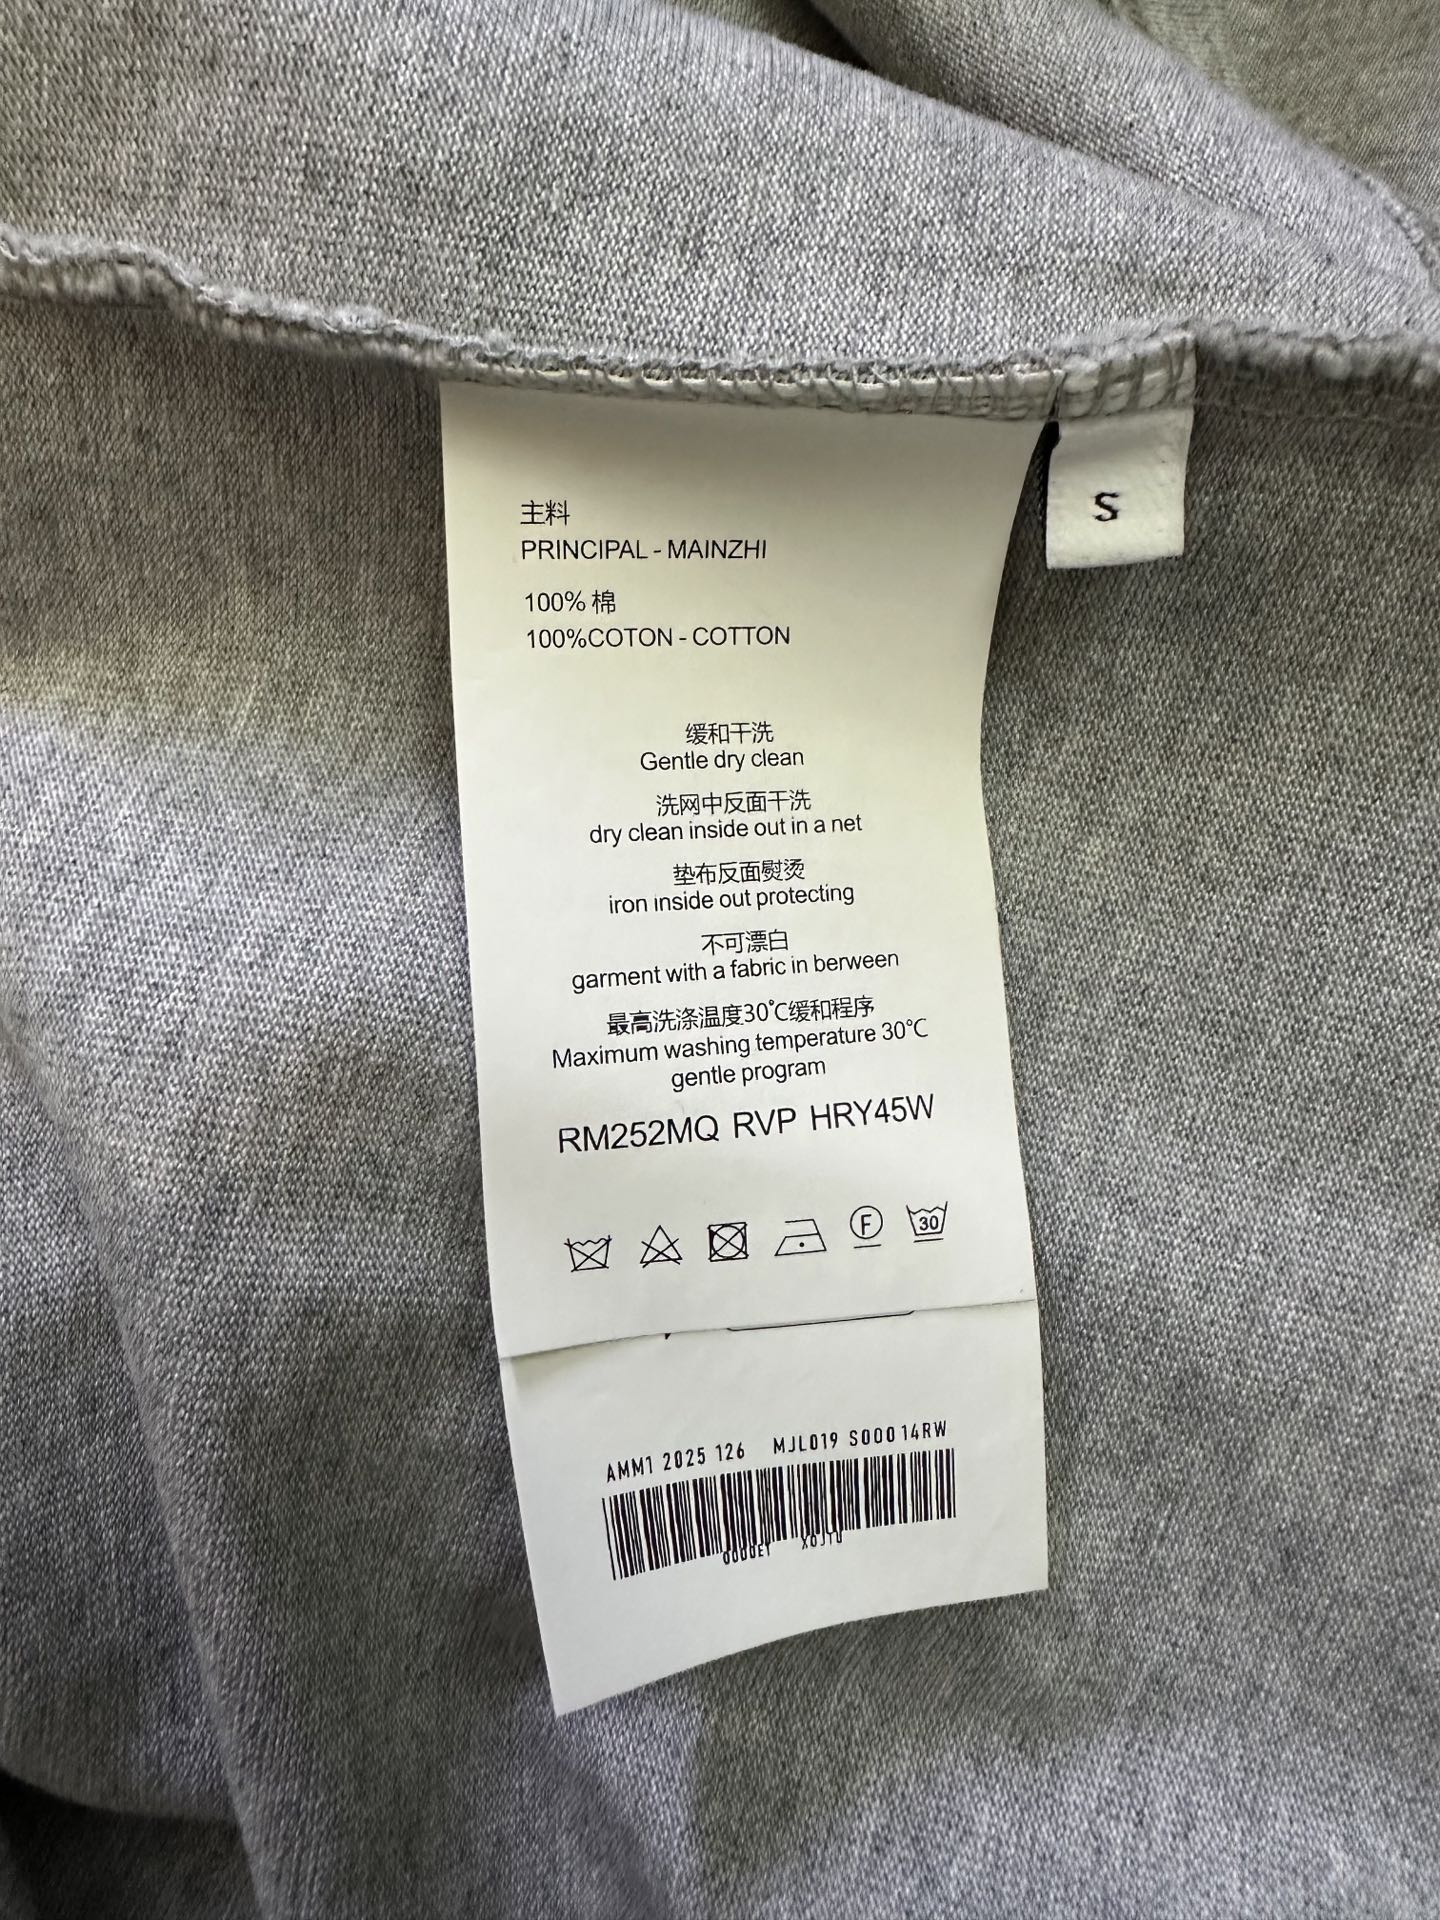 S
主料
PRINCIPAL - MAINZHI
100% 棉
100%COTON - COTTON
缓和干洗
Gentle dry clean
洗网中反面干洗
dry clean inside out in a net
垫布反面熨烫
iron inside out protecting
不可漂白
garment with a fabric in berween
最高洗涤温度30℃缓和程序
Maximum washing temperature 30℃
gentle program
RM252MQ RVP HRY45W
F 30
AMM1 2025 126 MJL019 S000 14RW